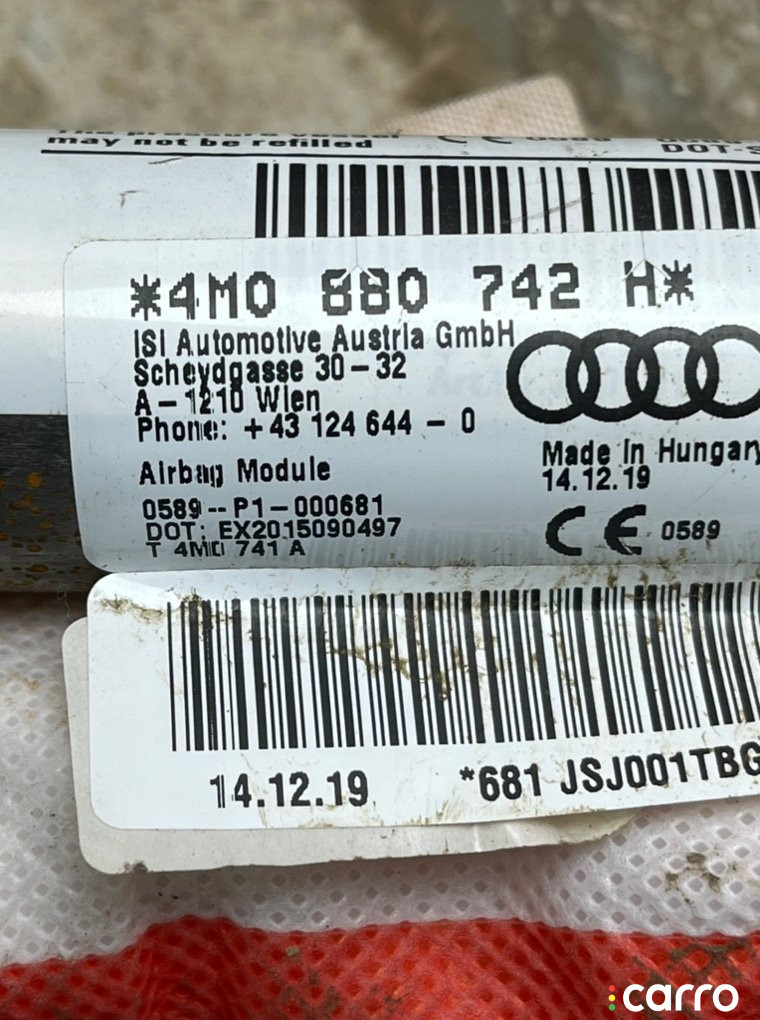 may not be refilled
DOT-S
*4M0 880 742 H*
ISI Automotive Austria GmbH
Scheydgasse 30-32
A-1210 Wien
Phone: +43 124 644 - 0
Airbag Module
Made In Hungary
14.12.19
0589--P1-000681
DOT: EX2015090497
T 4M0 741 A
CE 0589
14.12.19
*681 JSJ001TBG
carro